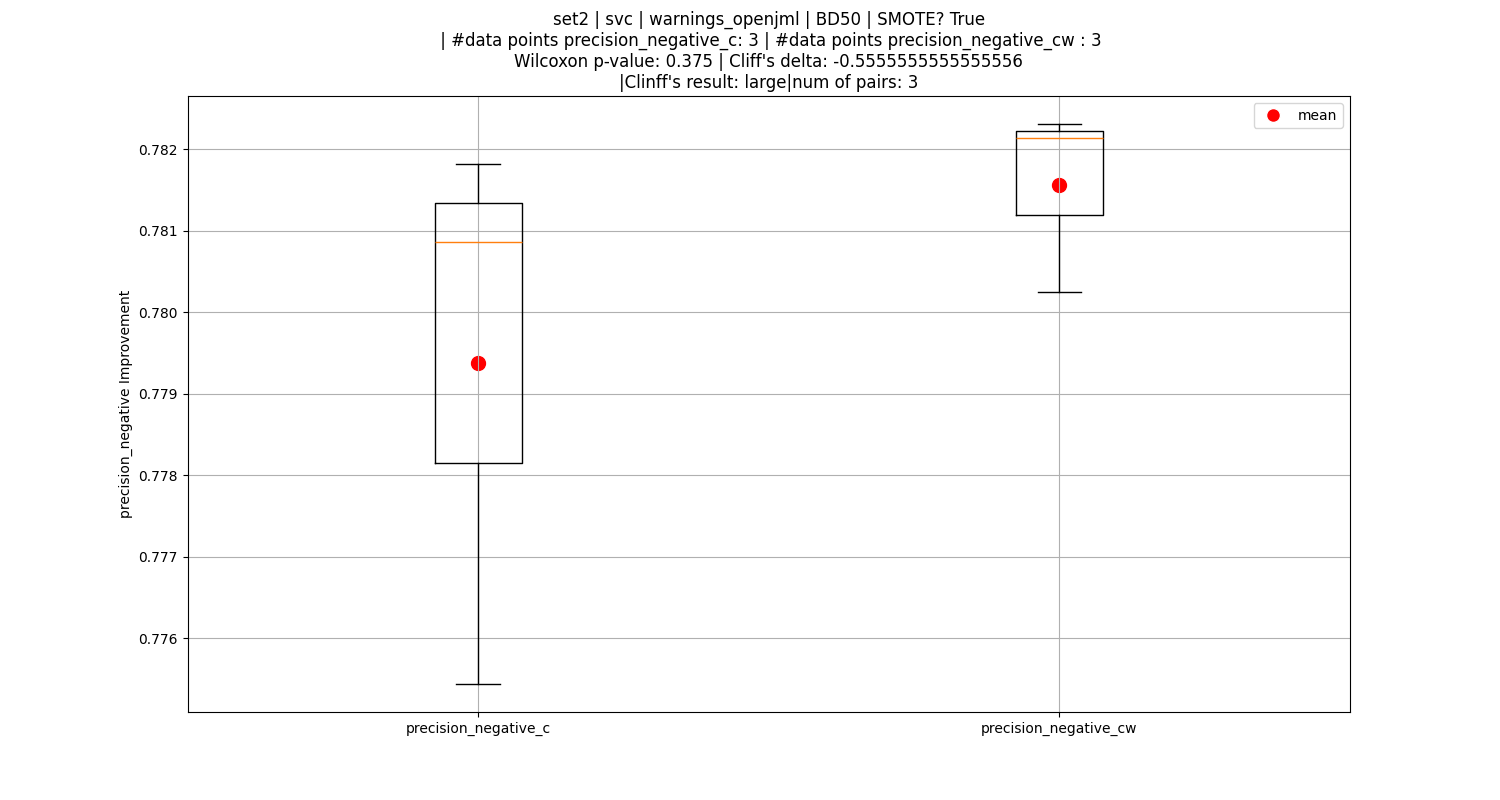 set2 | svc | warnings_openjml | BD50 | SMOTE? True
| #data points precision_negative_c: 3 | #data points precision_negative_cw : 3
Wilcoxon p-value: 0.375 | Cliff's delta: -0.5555555555555556
|Clinff's result: large|num of pairs: 3
mean
0.782
0.781
0.780
0.779
0.778
0.777
0.776
precision_negative Improvement
precision_negative_c
precision_negative_cw